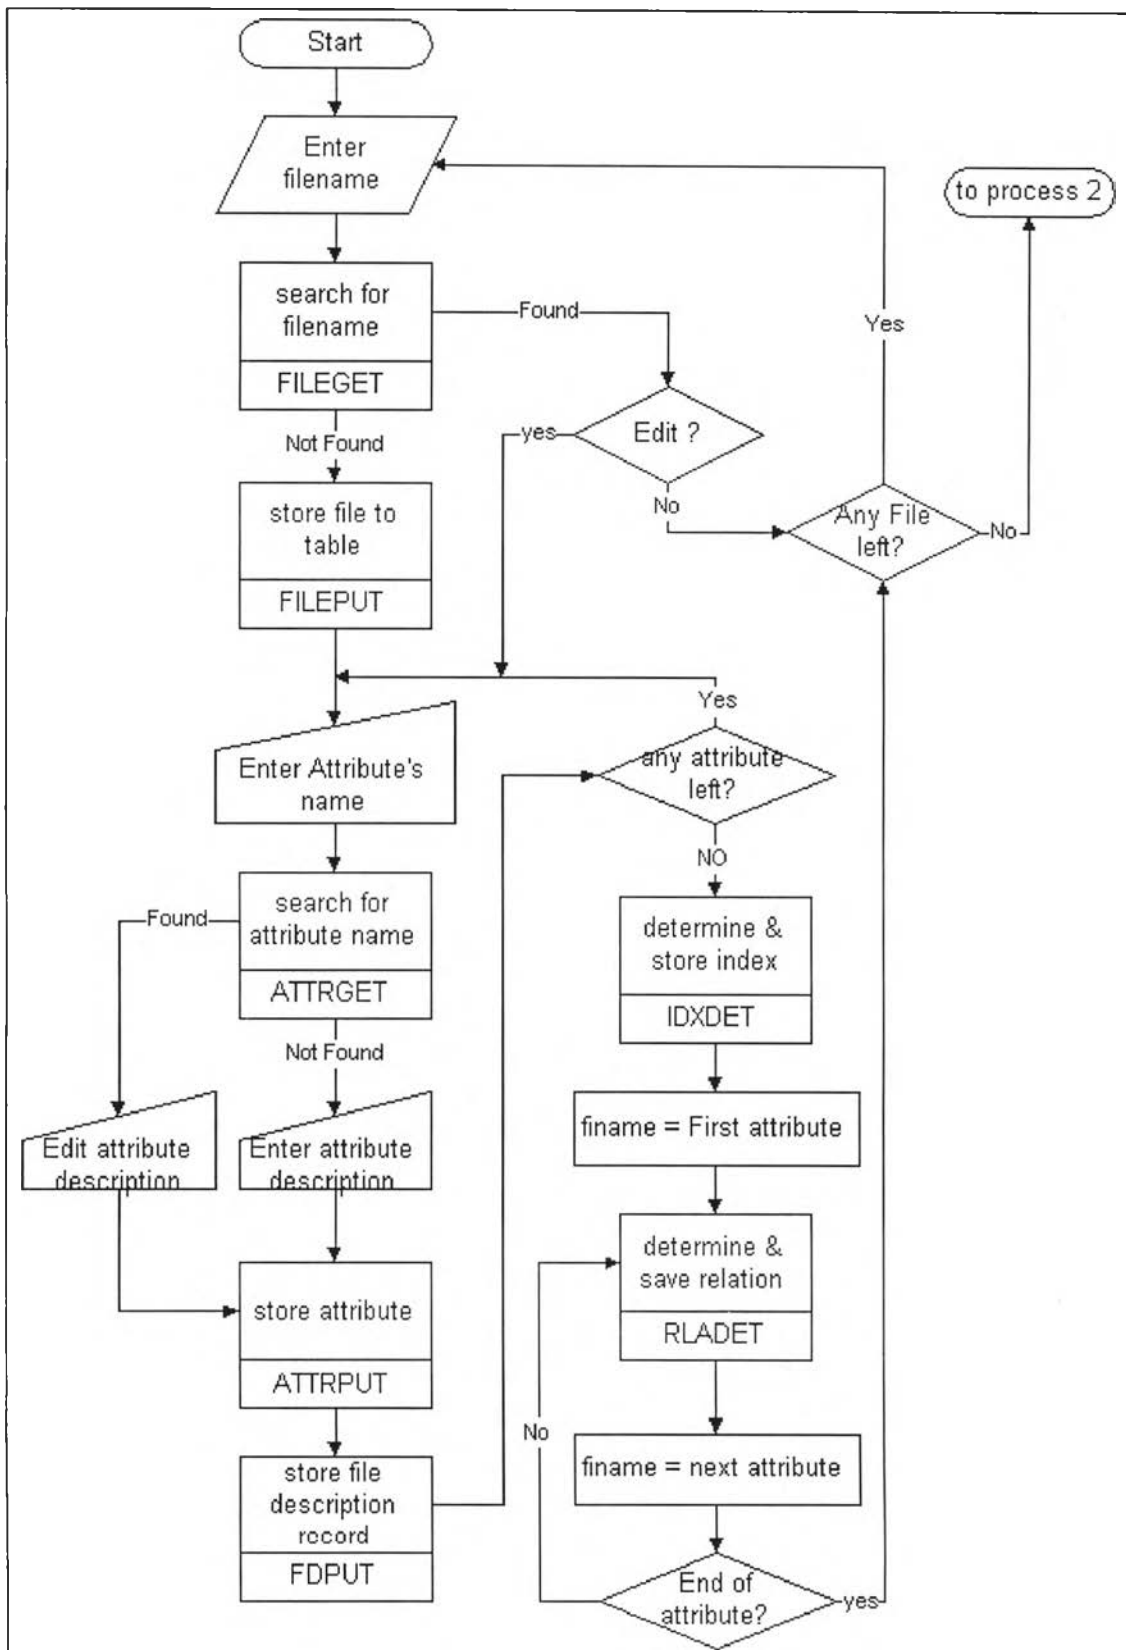 Start
Enter
filename
to process 2
search for
filename
FILEGET
Found
Yes
Edit ?
yes
Not Found
No
store file to
table
FILEPUT
Any File
left?
No
Yes
Enter Attribute's
name
any attribute
left?
NO
search for
attribute name
ATTRGET
Found
Not Found
determine &
store index
IDXDET
Edit attribute
description
Enter attribute
description
finame = First attribute
store attribute
ATTRPUT
determine &
save relation
RLADET
No
store file
description
record
FDPUT
finame = next attribute
End of
attribute?
yes